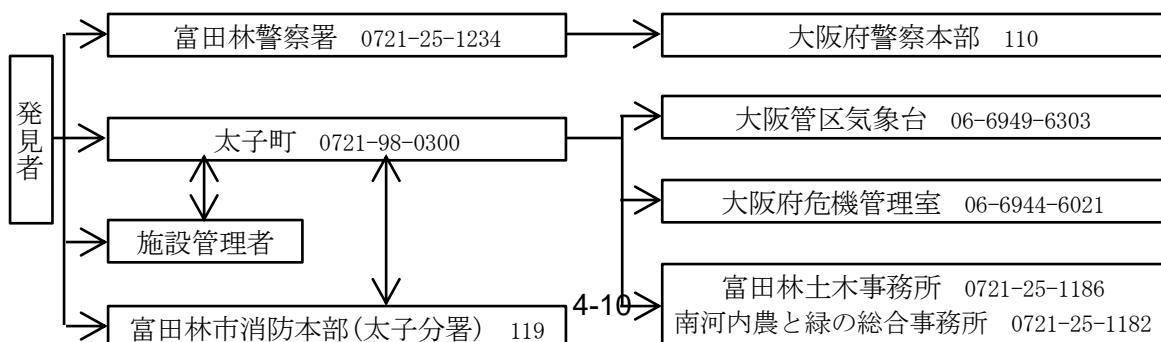 発見者
富田林警察署 0721-25-1234
大阪府警察本部 110
太子町 0721-98-0300
大阪管区気象台 06-6949-6303
大阪府危機管理室 06-6944-6021
施設管理者
富田林市消防本部(太子分署) 119
4-10
富田林土木事務所 0721-25-1186
南河内農と緑の総合事務所 0721-25-1182